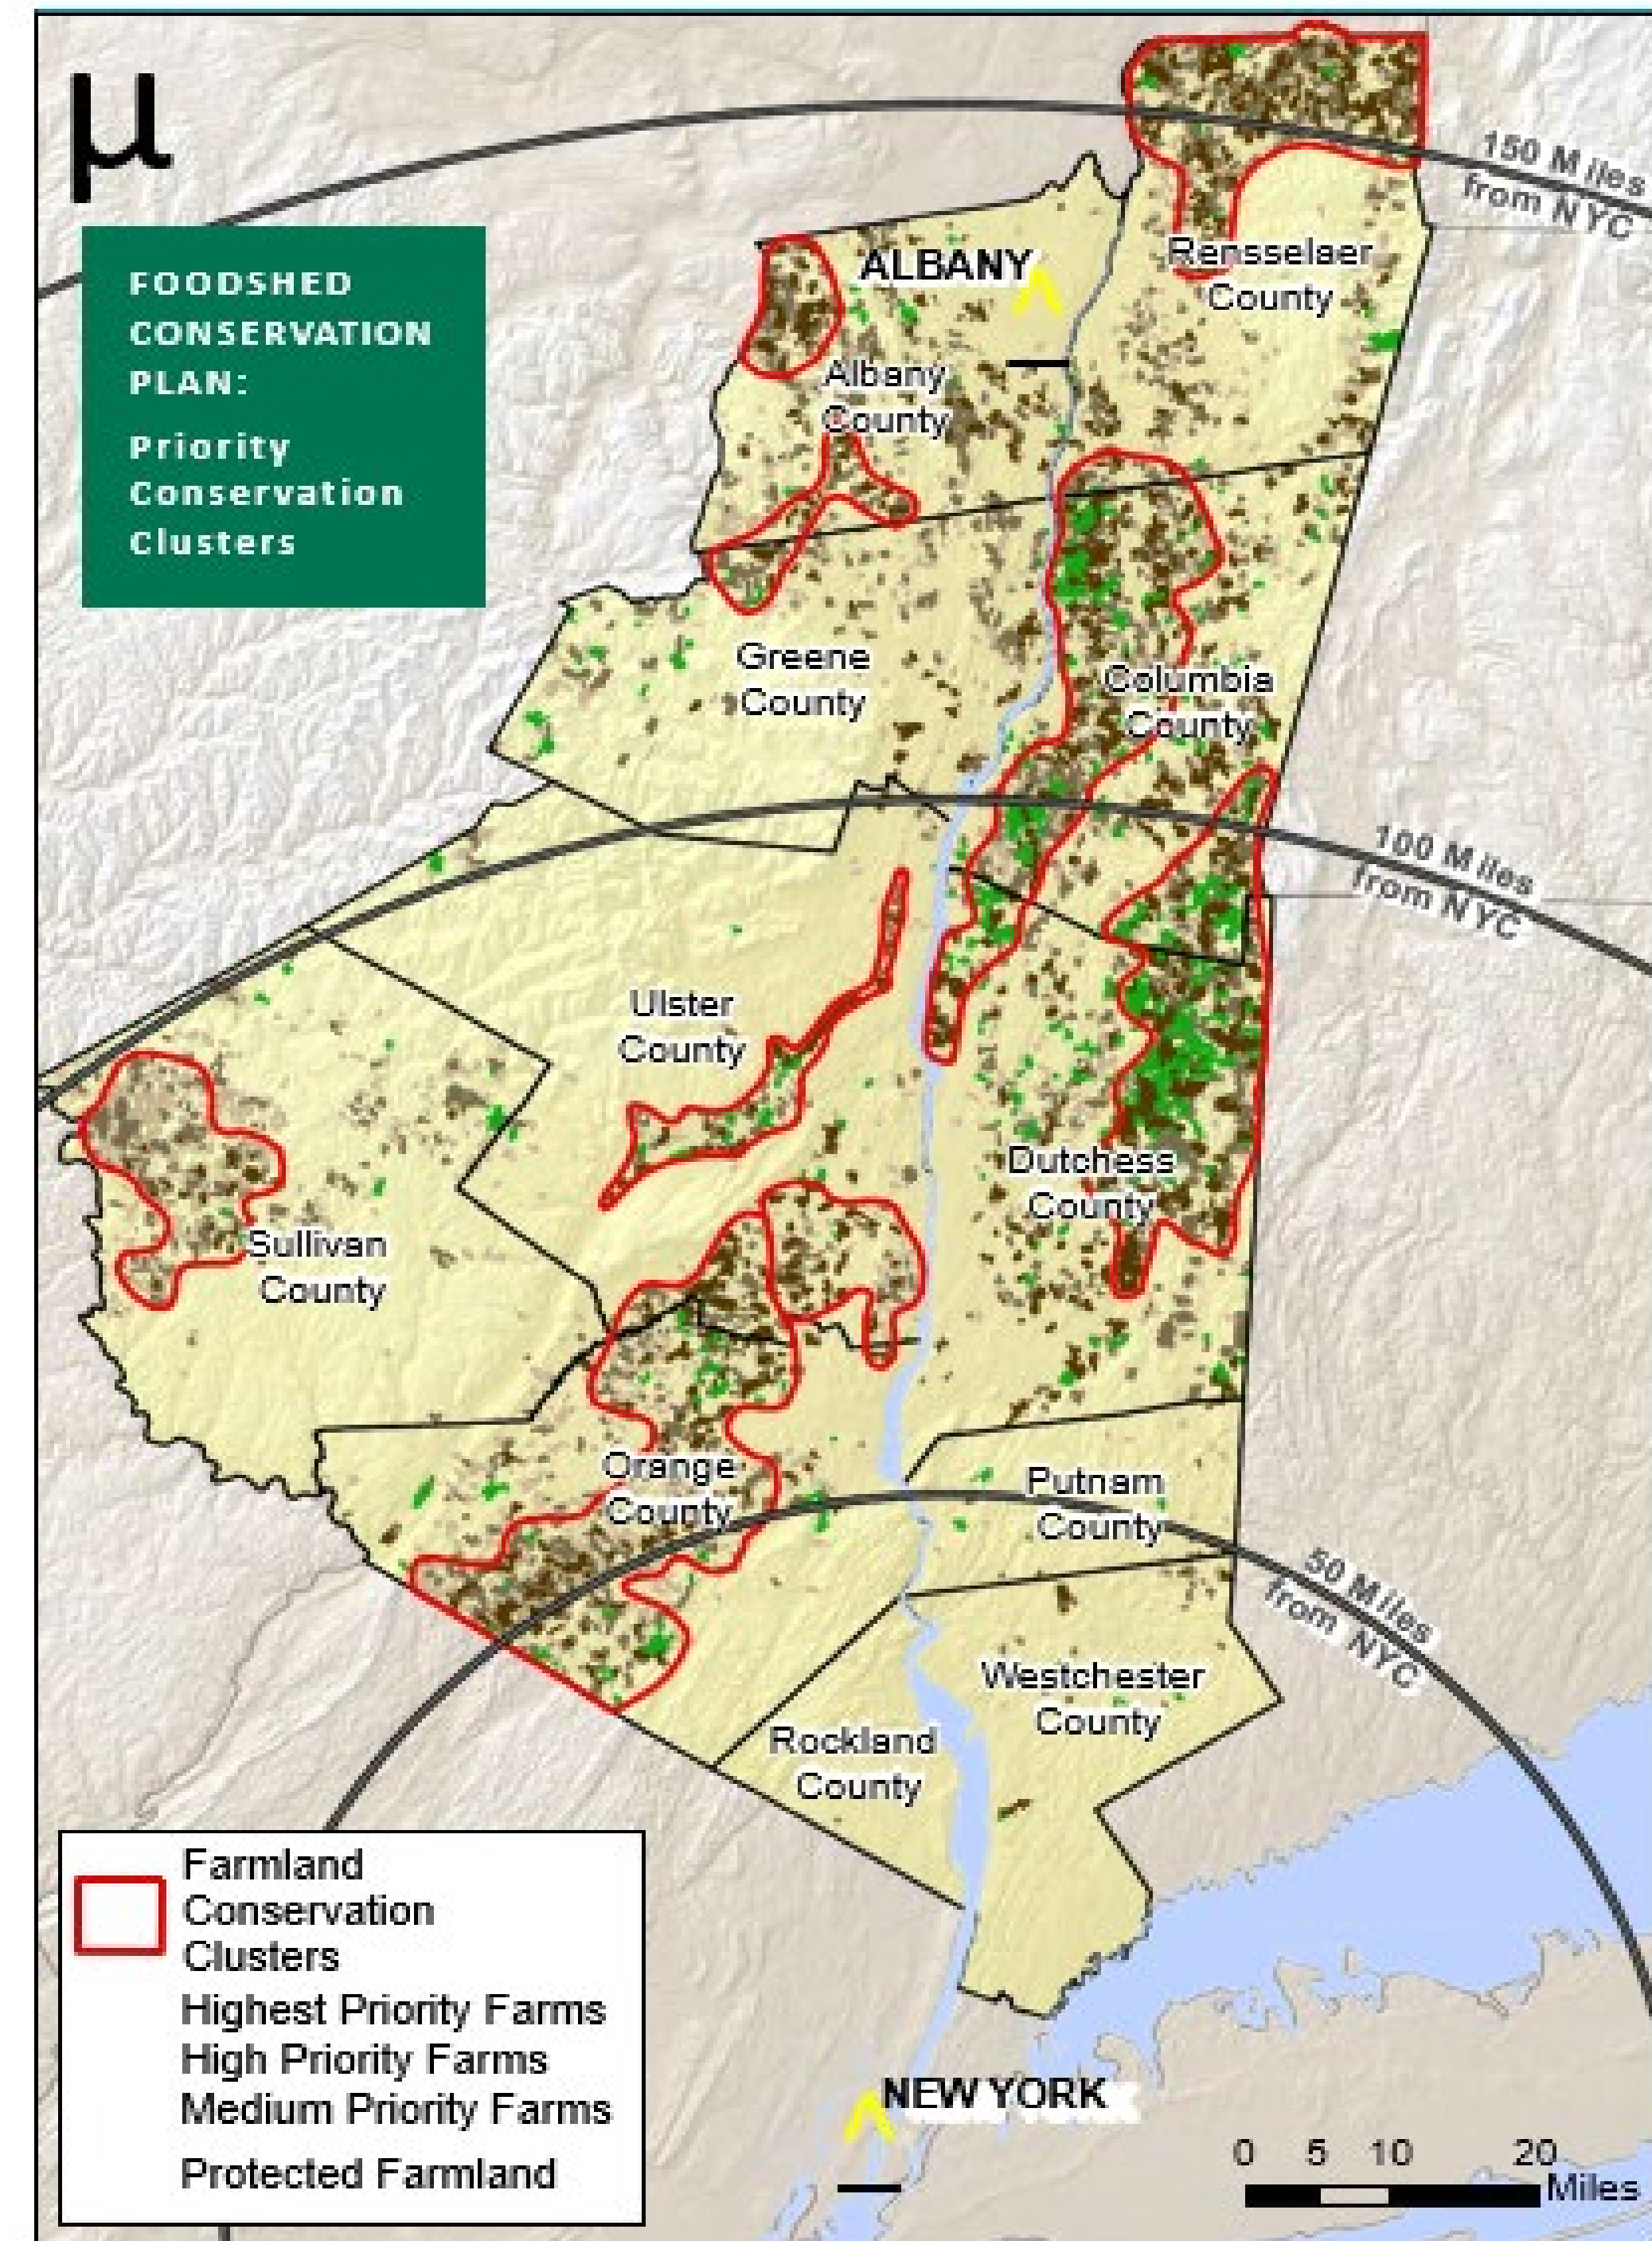 µ
FOODSHED
CONSERVATION
PLAN:
Priority
Conservation
Clusters
150 Miles
from NYC
ALBANY
Rensselaer
County
Albany
County
Greene
County
Columbia
County
100 Miles
from NYC
Ulster
County
Dutchess
County
Sullivan
County
Orange
County
Putnam
County
50 Miles
from NYC
Westchester
County
Rockland
County
Farmland
Conservation
Clusters
Highest Priority Farms
High Priority Farms
Medium Priority Farms
Protected Farmland
NEW YORK
0 5 10 20
Miles